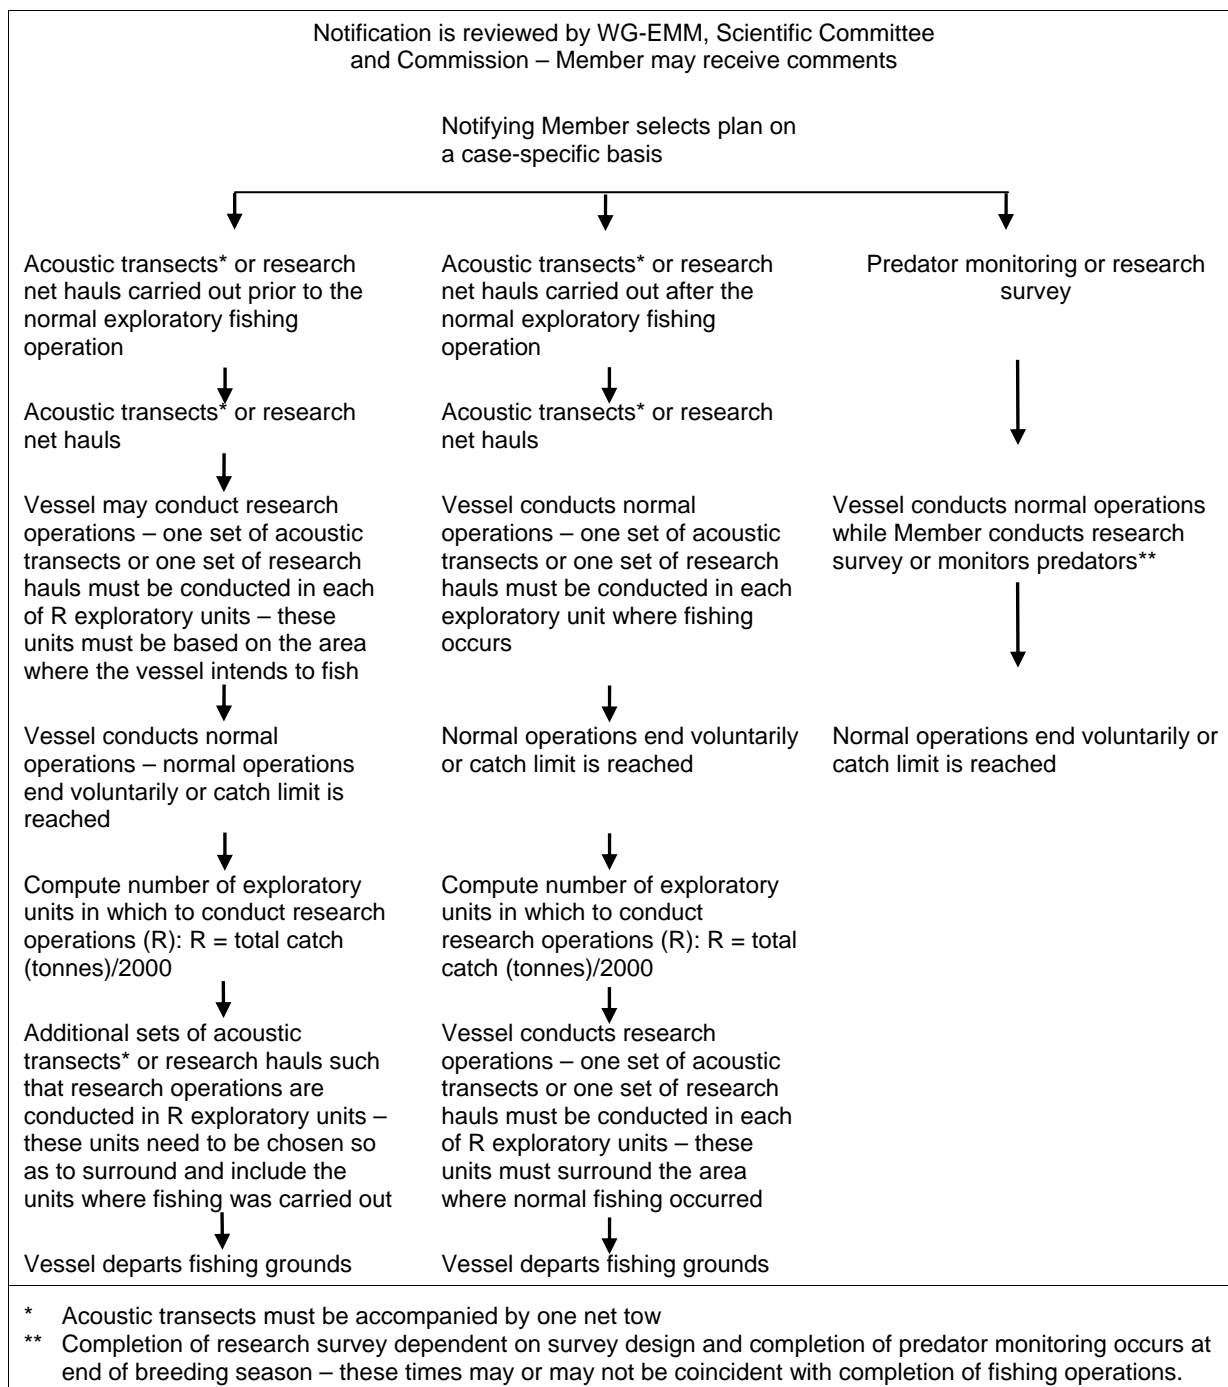 Notification is reviewed by WG-EMM, Scientific Committee
and Commission – Member may receive comments
Notifying Member selects plan on
a case-specific basis
Acoustic transects* or research
net hauls carried out prior to the
normal exploratory fishing
operation
Acoustic transects* or research
net hauls
Vessel may conduct research
operations – one set of acoustic
transects or one set of research
hauls must be conducted in each
of R exploratory units – these
units must be based on the area
where the vessel intends to fish
Vessel conducts normal
operations – normal operations
end voluntarily or catch limit is
reached
Compute number of exploratory
units in which to conduct research
operations (R): R = total catch
(tonnes)/2000
Additional sets of acoustic
transects* or research hauls such
that research operations are
conducted in R exploratory units –
these units need to be chosen so
as to surround and include the
units where fishing was carried out
Vessel departs fishing grounds
Acoustic transects* or research
net hauls carried out after the
normal exploratory fishing
operation
Acoustic transects* or research
net hauls
Vessel conducts normal
operations – one set of acoustic
transects or one set of research
hauls must be conducted in each
exploratory unit where fishing
occurs
Normal operations end voluntarily
or catch limit is reached
Compute number of exploratory
units in which to conduct
research operations (R): R = total
catch (tonnes)/2000
Vessel conducts research
operations – one set of acoustic
transects or one set of research
hauls must be conducted in each
of R exploratory units – these
units must surround the area
where normal fishing occurred
Vessel departs fishing grounds
Predator monitoring or research
survey
Vessel conducts normal operations
while Member conducts research
survey or monitors predators**
Normal operations end voluntarily or
catch limit is reached
* Acoustic transects must be accompanied by one net tow
** Completion of research survey dependent on survey design and completion of predator monitoring occurs at
end of breeding season – these times may or may not be coincident with completion of fishing operations.